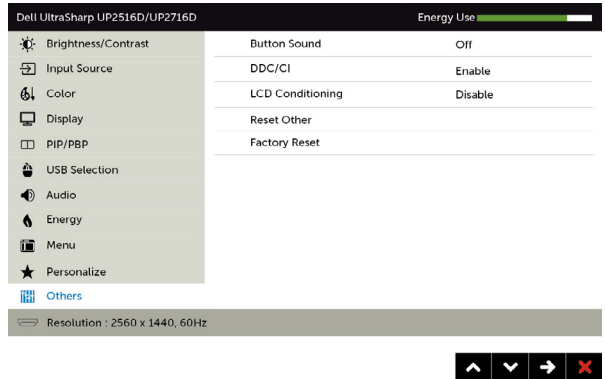 Dell UltraSharp UP2516D/UP2716D Energy Use
Brightness/Contrast Button Sound Off
Input Source DDC/CI Enable
Color LCD Conditioning Disable
Display Reset Other
PIP/PBP Factory Reset
USB Selection
Audio
Energy
Menu
Personalize
Others
Resolution : 2560 x 1440, 60Hz